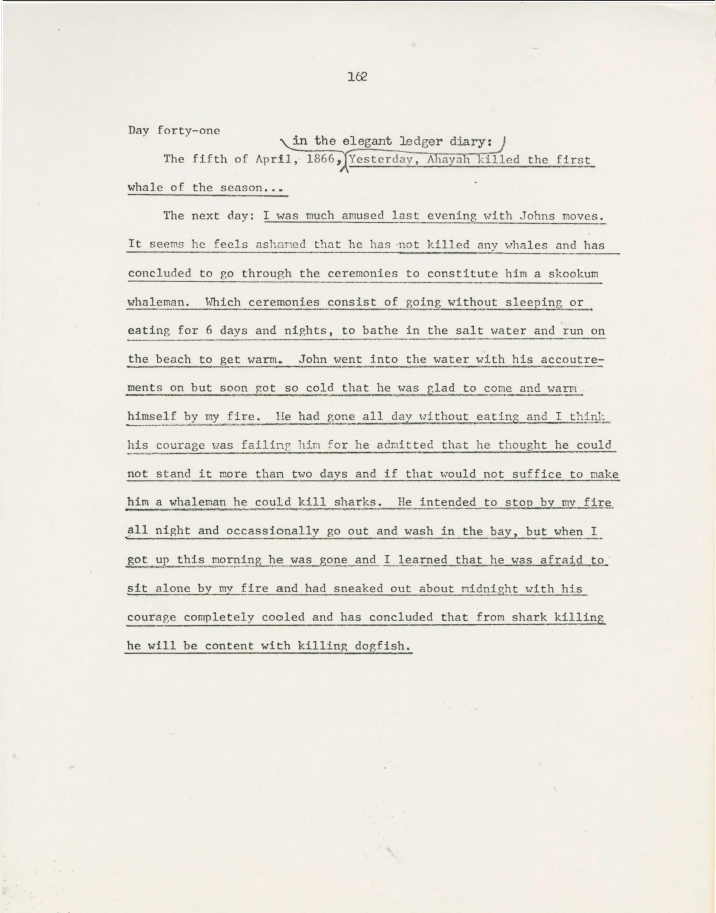 162
Day forty-one
in the elegant ledger diary:
The fifth of April, 1866, Yesterday, Ahayah killed the first
whale of the season...
The next day: I was much amused last evening with Johns moves.
It seems he feels ashamed that he has not killed any whales and has
concluded to go through the ceremonies to constitute him a skookum
whaleman. Which ceremonies consist of going without sleeping or
eating for 6 days and nights, to bathe in the salt water and run on
the beach to get warm. John went into the water with his accoutre-
ments on but soon got so cold that he was glad to come and warm
himself by my fire. He had gone all day without eating and I think
his courage was failing him for he admitted that he thought he could
not stand it more than two days and if that would not suffice to make
him a whaleman he could kill sharks. He intended to stop by my fire
all night and occassionally go out and wash in the bay, but when I
got up this morning he was gone and I learned that he was afraid to
sit alone by my fire and had sneaked out about midnight with his
courage completely cooled and has concluded that from shark killing
he will be content with killing dogfish.